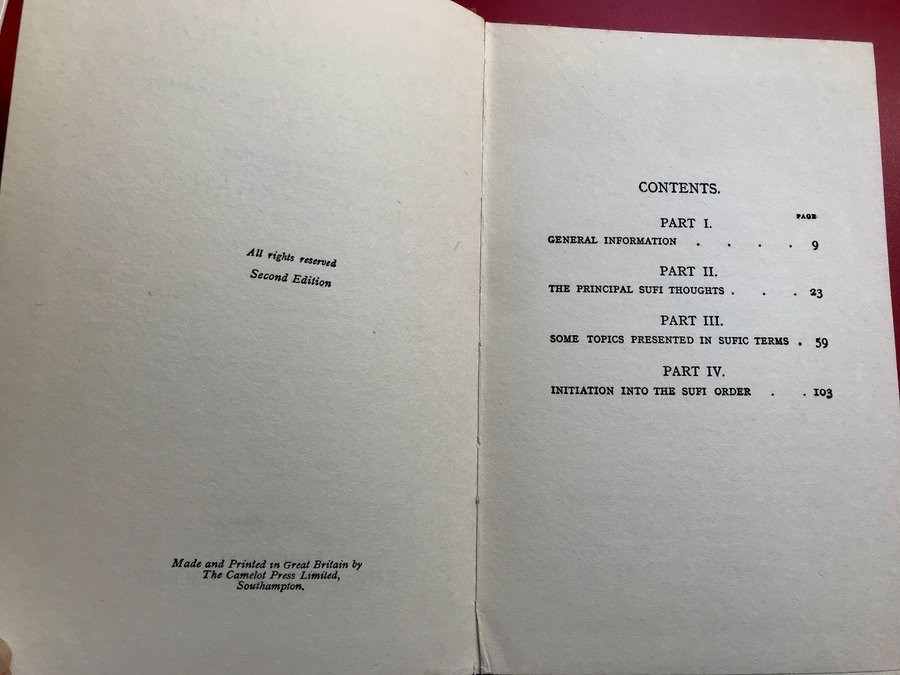 All rights reserved
Second Edition
Made and Printed in Great Britain by
The Camelot Press Limited,
Southampton.
CONTENTS.
PAGE
PART I.
GENERAL INFORMATION . . . . 9
PART II.
THE PRINCIPAL SUFI THOUGHTS . . . 23
PART III.
SOME TOPICS PRESENTED IN SUFIC TERMS . 59
PART IV.
INITIATION INTO THE SUFI ORDER . . 103